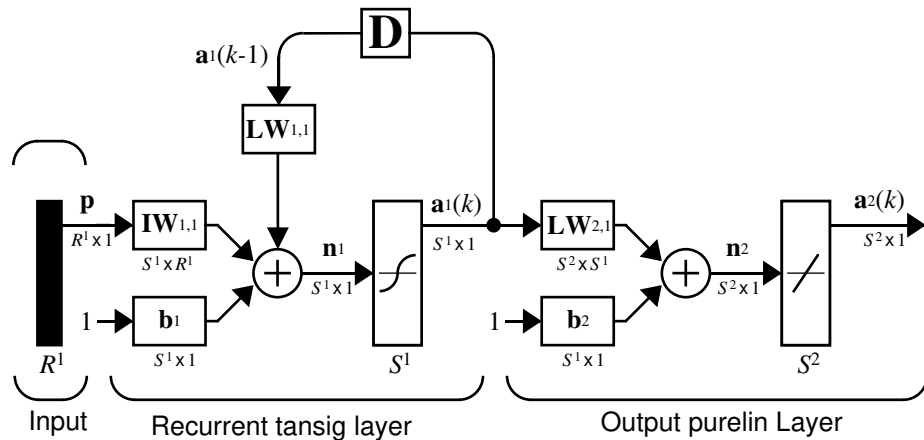 D
a1(k-1)
LW1,1
p
R1 x 1
IW1,1
S1 x R1
n1
S1 x 1
a1(k)
S1 x 1
LW2,1
S2 x S1
n2
S2 x 1
a2(k)
S2 x 1
1
b1
S1 x 1
1
b2
S1 x 1
R1
S1
S2
Input
Recurrent tansig layer
Output purelin Layer